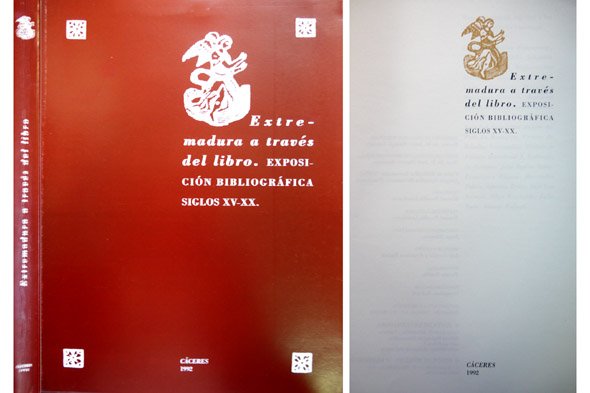 Extremadura a través del libro
Extre-
madura a través
del libro. EXPOSI-
CIÓN BIBLIOGRÁFICA
SIGLOS XV-XX.
CÁCERES
1992
Extre-
madura a través
del libro. EXPOSI-
CIÓN BIBLIOGRÁFICA
SIGLOS XV-XX.
CÁCERES
1992